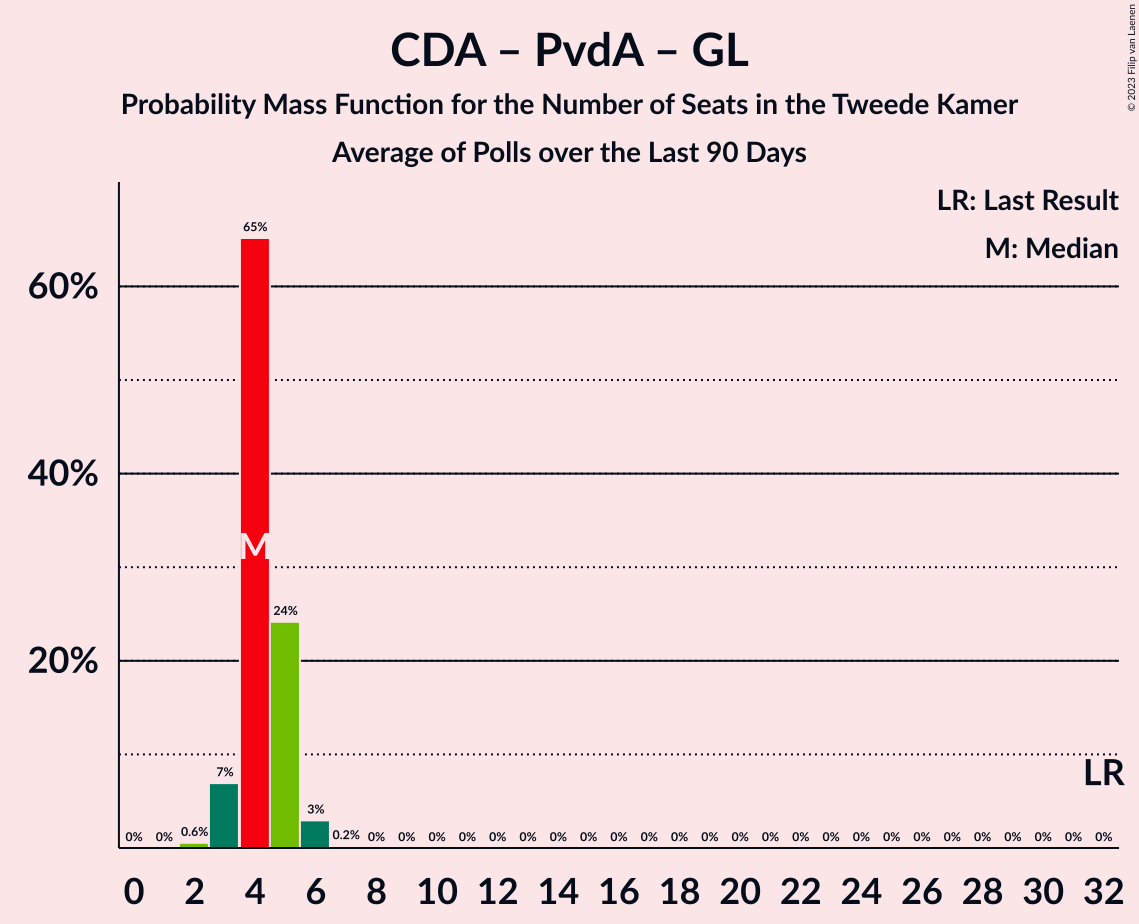 CDA – PvdA – GL
Probability Mass Function for the Number of Seats in the Tweede Kamer
Average of Polls over the Last 90 Days
© 2023 Filip van Laenen
LR: Last Result
M: Median
60%
40%
20%
0% 0% 0.6% 7% 65% 24% 3% 0.2% 0% 0% 0% 0% 0% 0% 0% 0% 0% 0% 0% 0% 0% 0% 0% 0% 0% 0% 0% 0% 0% 0% 0% 0% 0%
M
LR
0 2 4 6 8 10 12 14 16 18 20 22 24 26 28 30 32